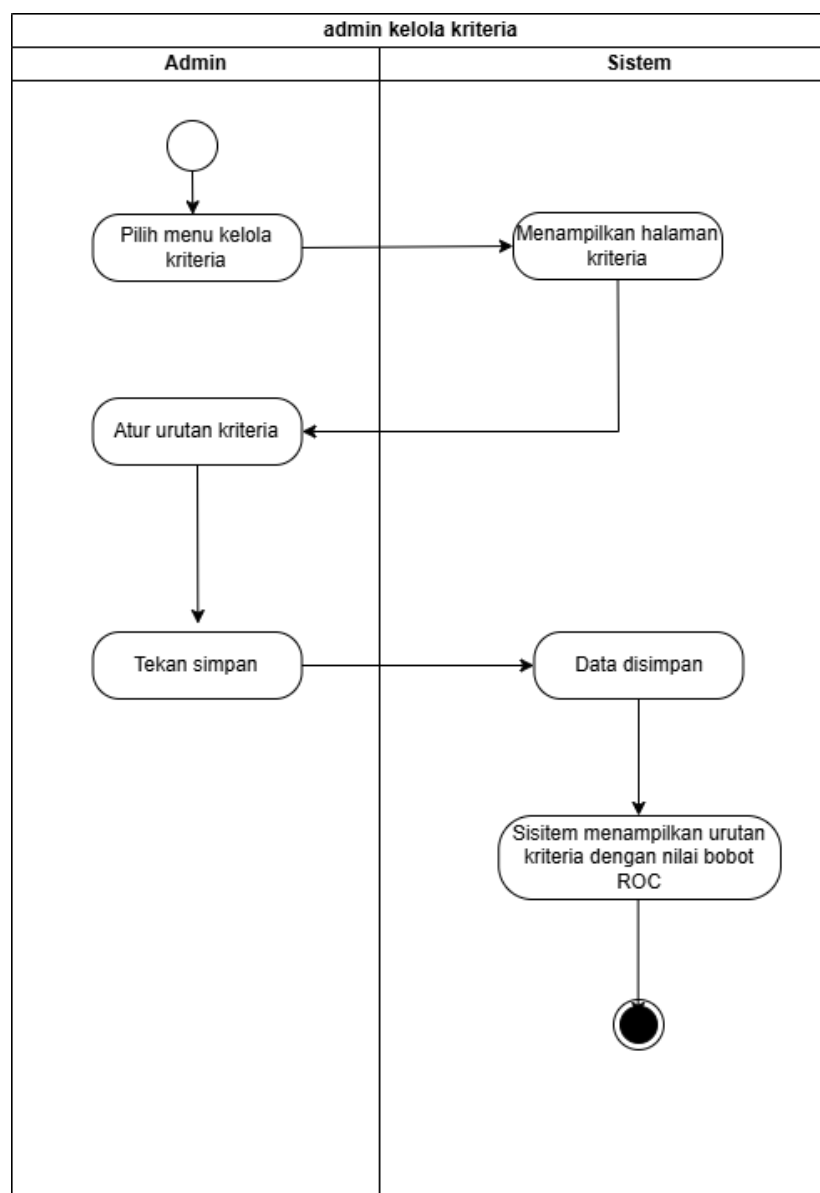 admin kelola kriteria
Admin
Sistem
Pilih menu kelola
kriteria
Menampilkan halaman
kriteria
Atur urutan kriteria
Tekan simpan
Data disimpan
Sisitem menampilkan urutan
kriteria dengan nilai bobot
ROC